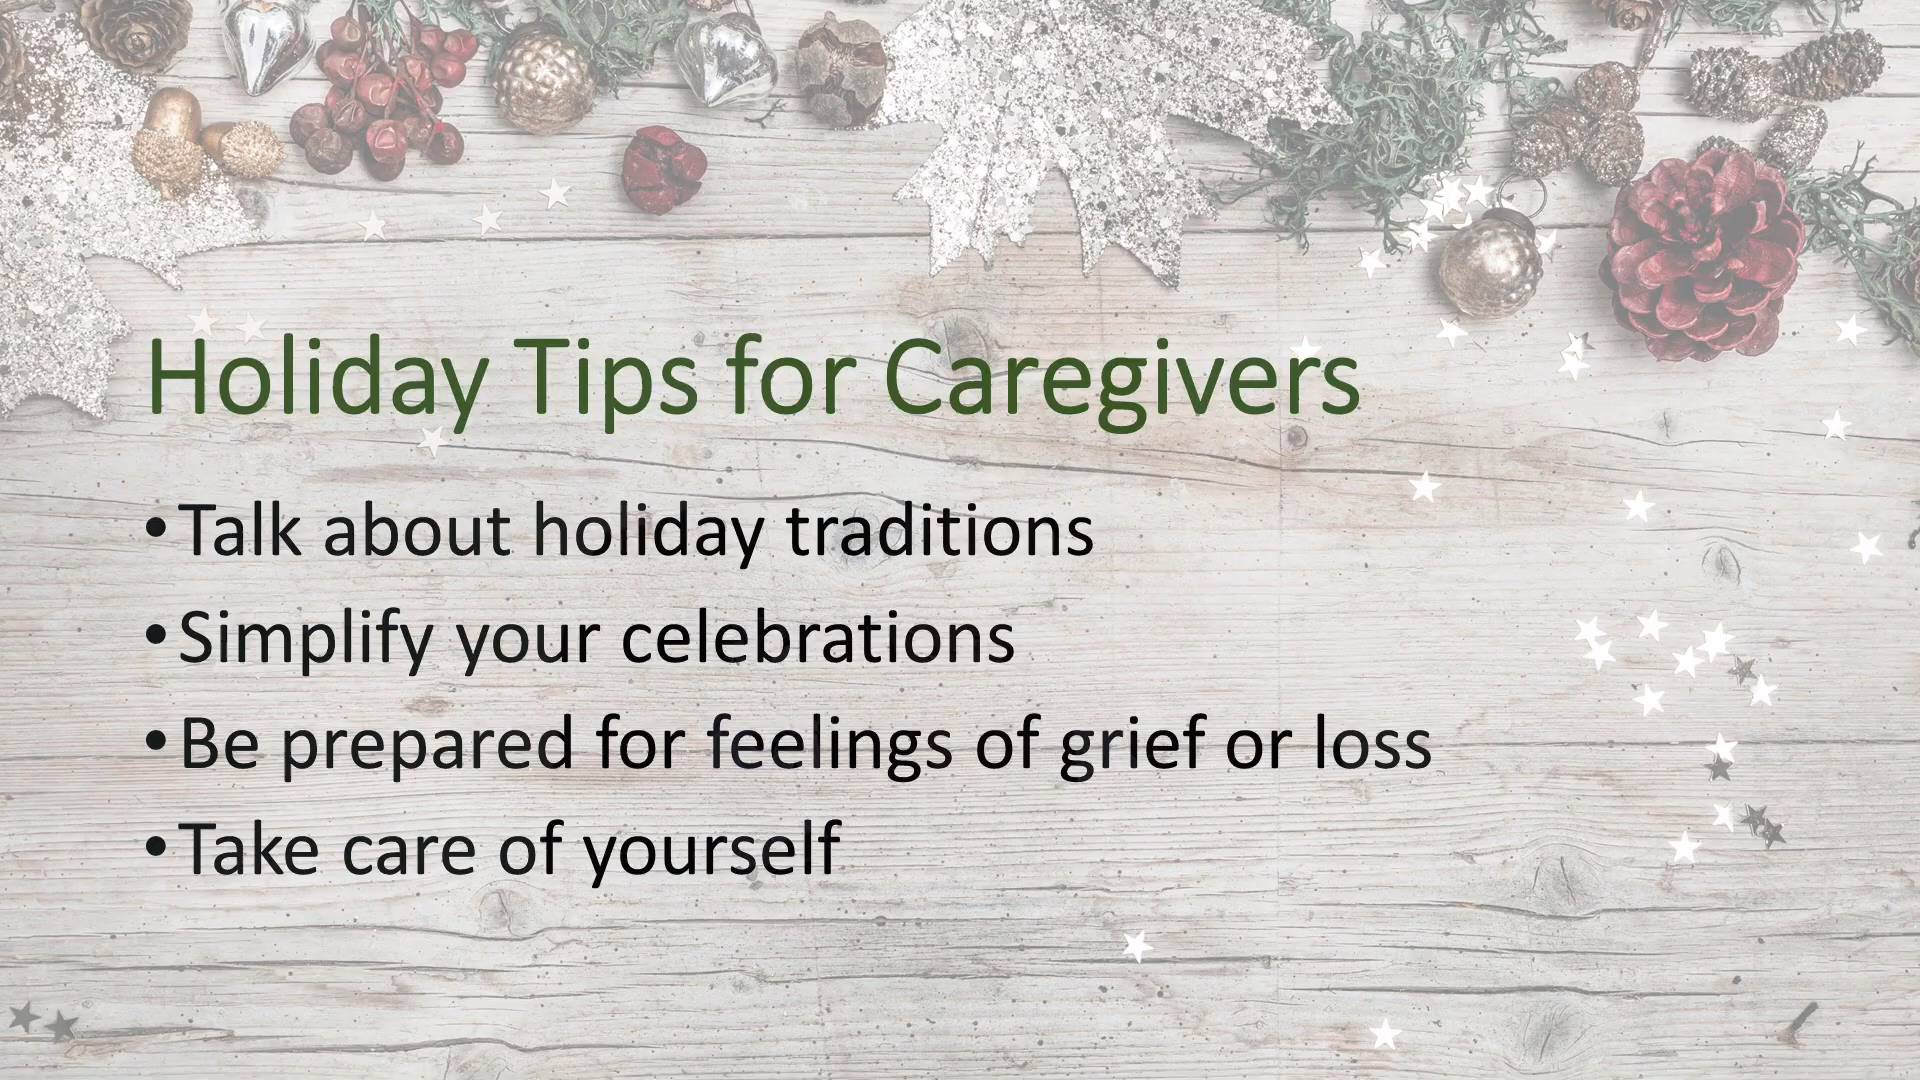 Holiday Tips for Caregivers
•Talk about holiday traditions
•Simplify your celebrations
•Be prepared for feelings of grief or loss
•Take care of yourself